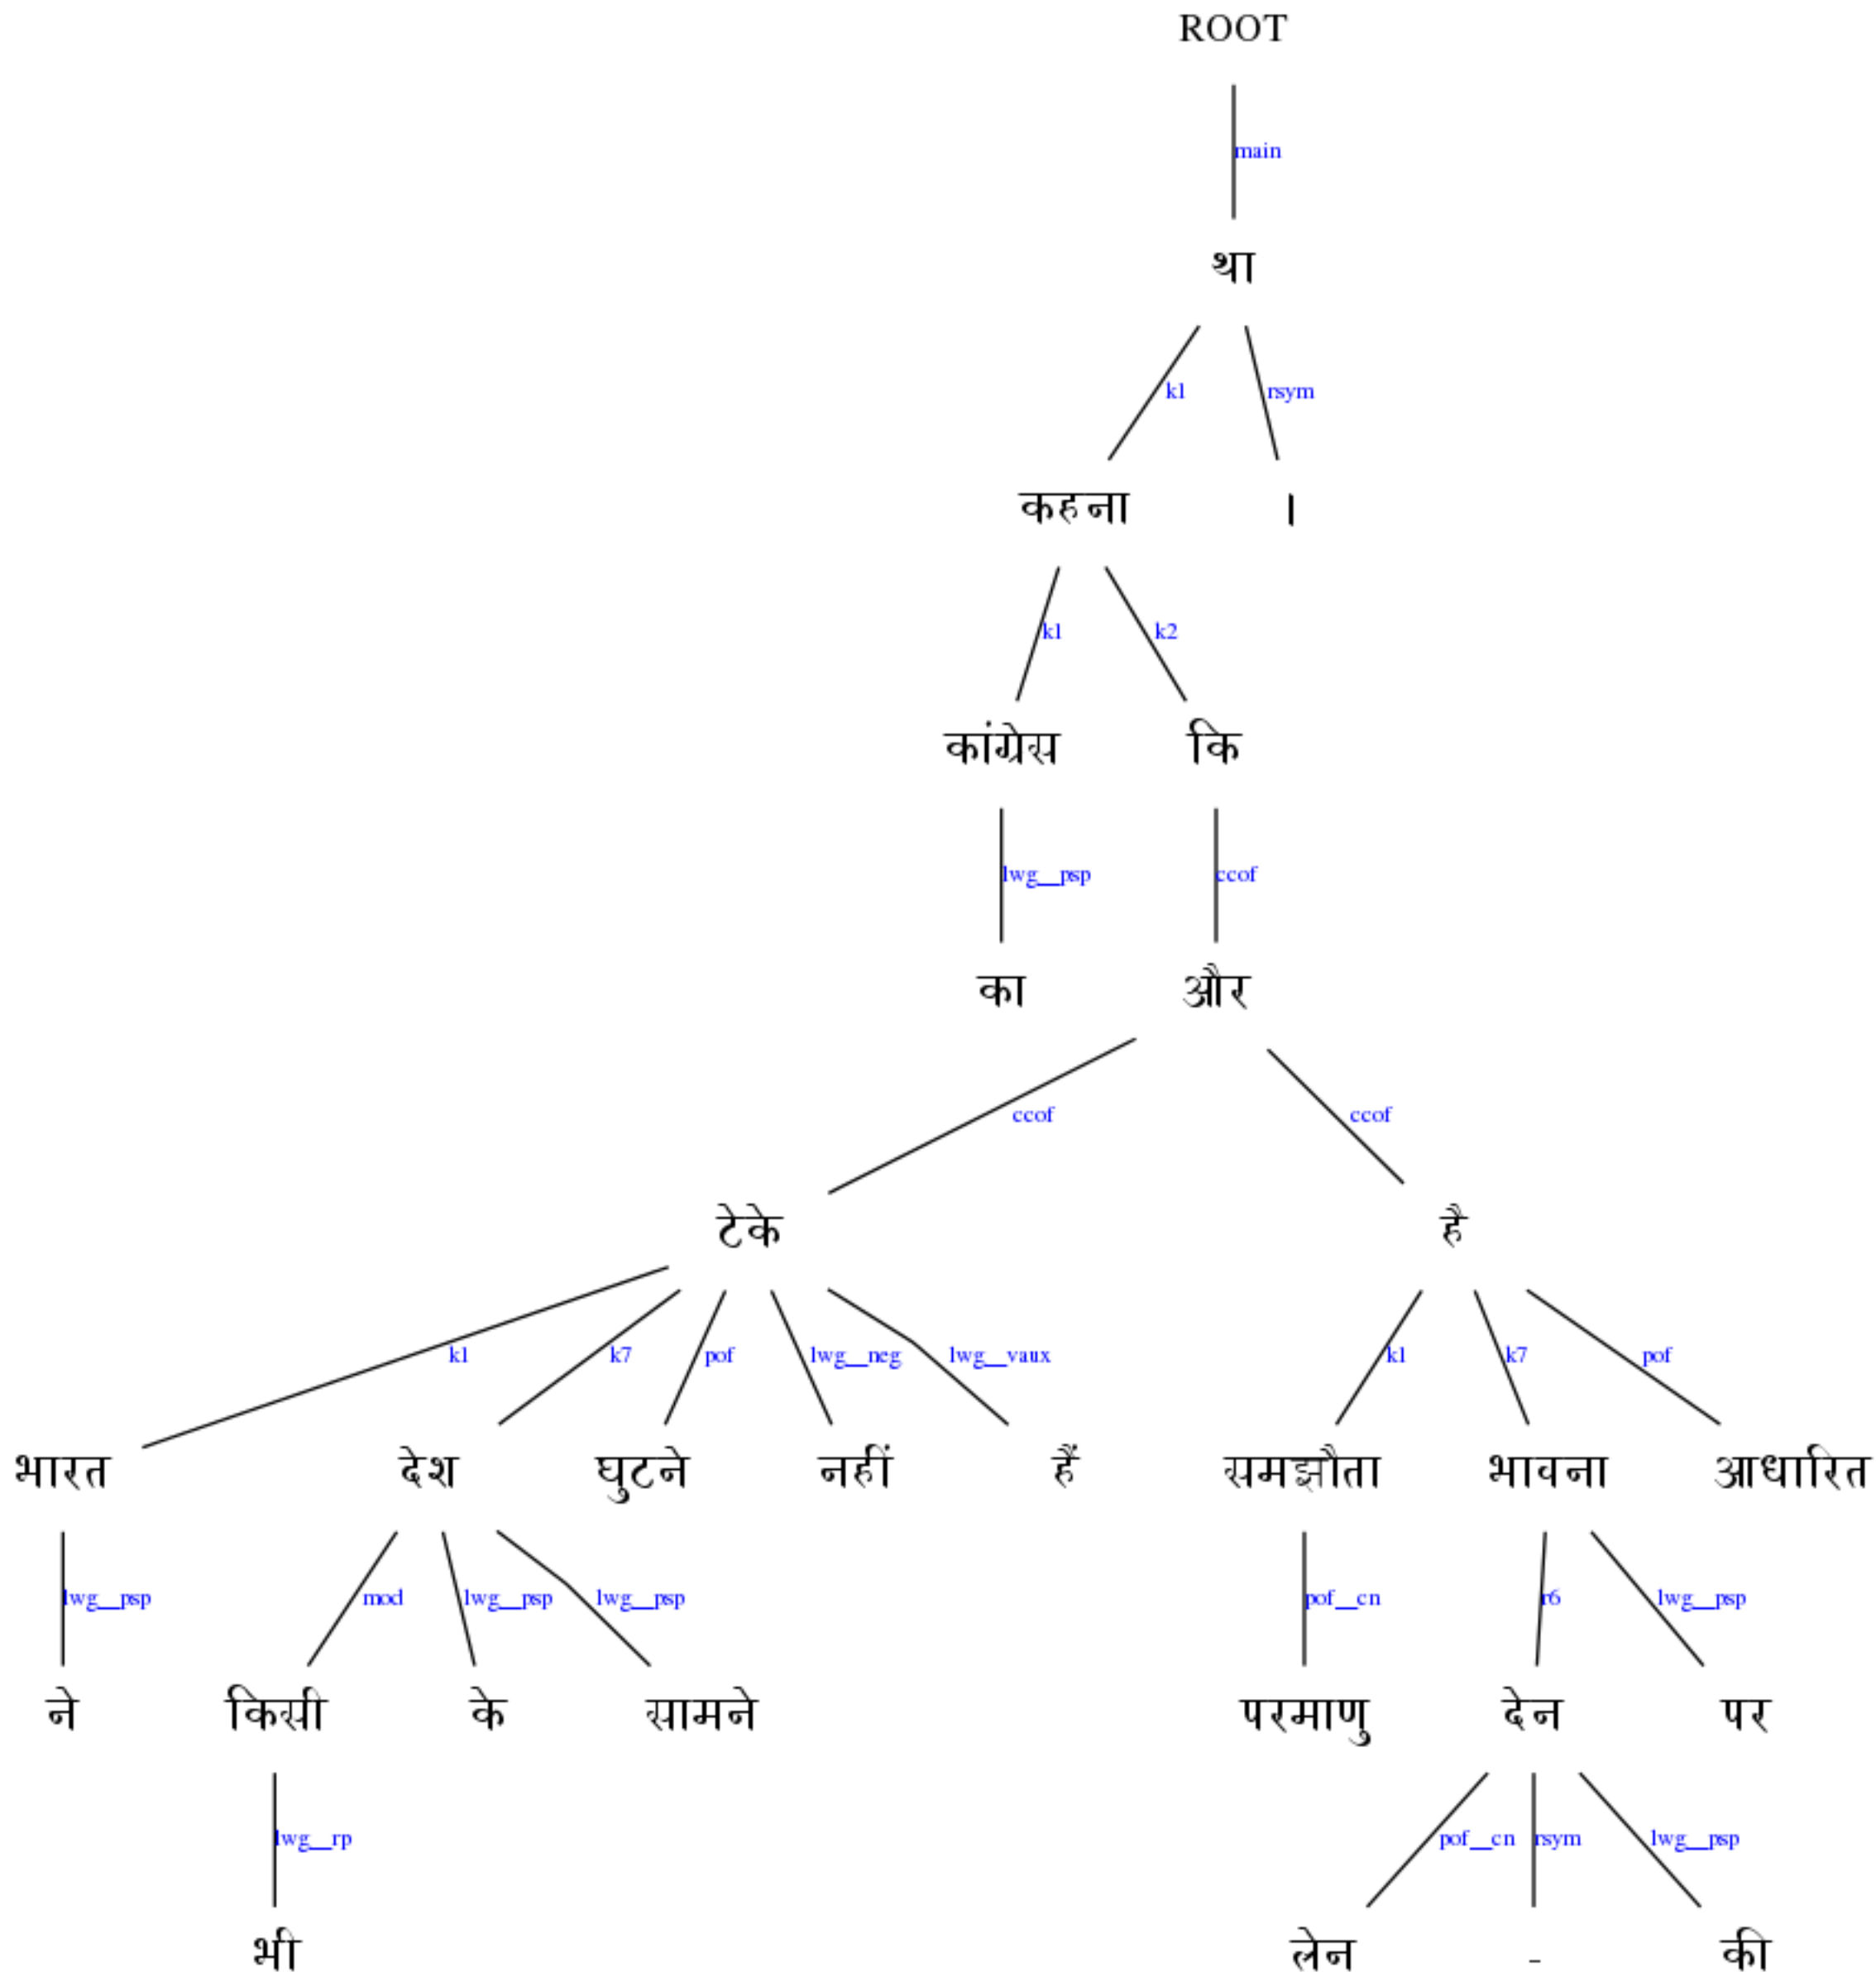 ROOT
main
था
k1 rsym
कहना ।
k1 k2
कांग्रेस कि
lwg__psp ccof
का और
ccof ccof
टेके है
k1 k7 pof lwg__neg lwg__vaux k1 k7 pof
भारत देश घुटने नहीं हैं समझौता भावना आधारित
lwg__psp mod lwg__psp lwg__psp pof__cn r6 lwg__psp
ने किसी के सामने परमाणु देन पर
lwg__rp pof__cn rsym lwg__psp
भी लेन - की